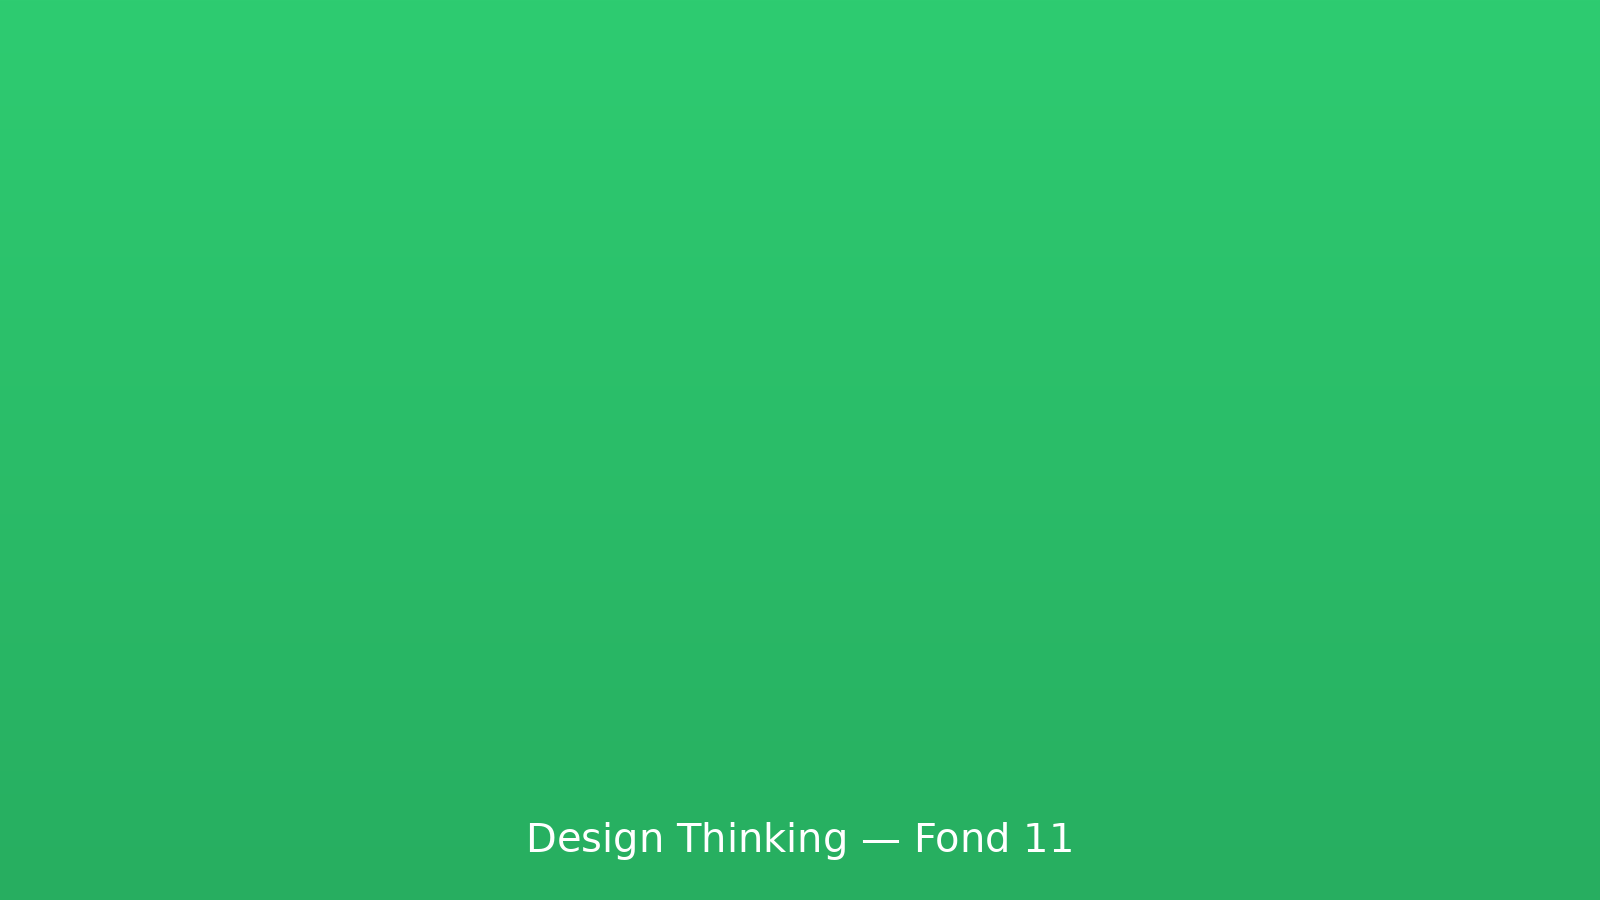 Design Thinking — Fond 11